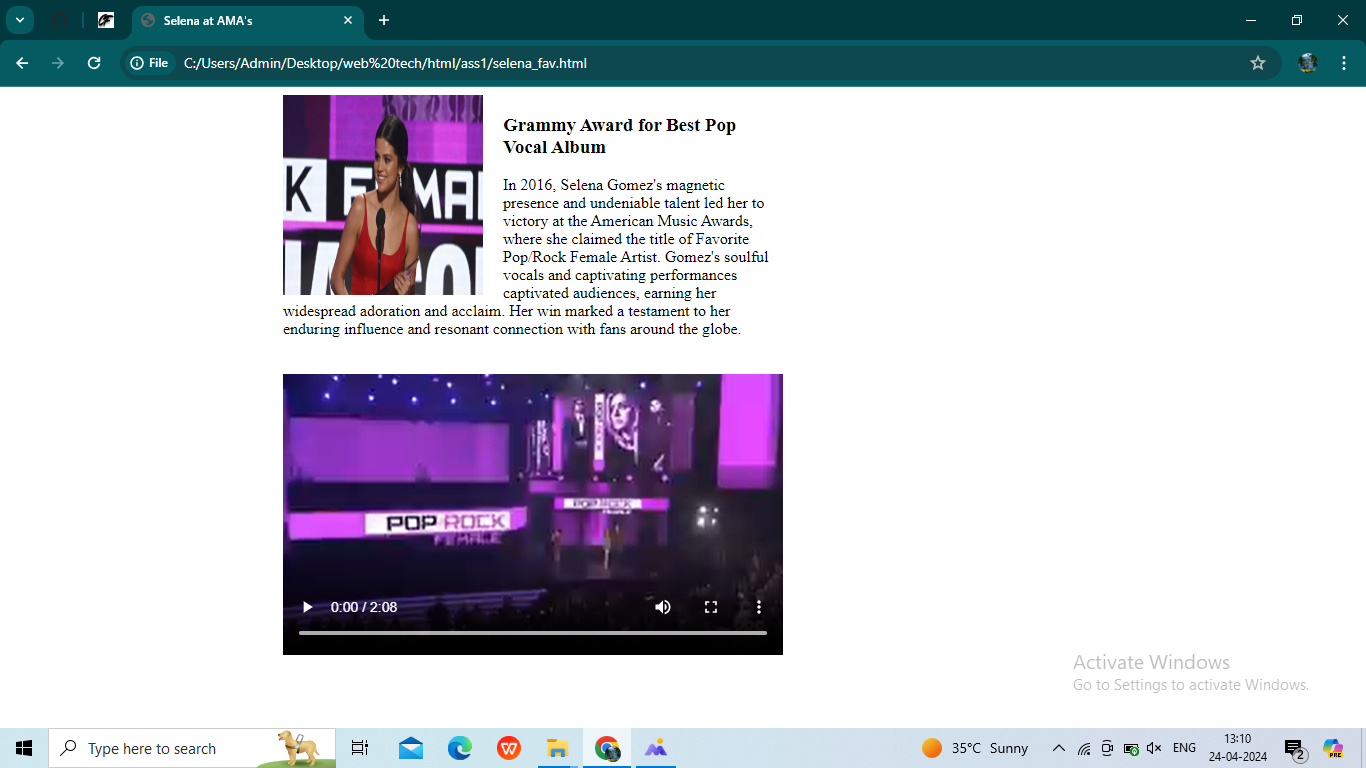 Selena at AMA's
File
C:/Users/Admin/Desktop/web%20tech/html/ass1/selena_fav.html
K FEMAL
Grammy Award for Best Pop
Vocal Album
In 2016, Selena Gomez's magnetic
presence and undeniable talent led her to
victory at the American Music Awards,
where she claimed the title of Favorite
Pop/Rock Female Artist. Gomez's soulful
vocals and captivating performances
captivated audiences, earning her
widespread adoration and acclaim. Her win marked a testament to her
enduring influence and resonant connection with fans around the globe.
POP ROCK
FEMALE
POP ROCK
0:00 / 2:08
Activate Windows
Go to Settings to activate Windows.
Type here to search
W
35°C Sunny
ENG
13:10
24-04-2024
2
PRE